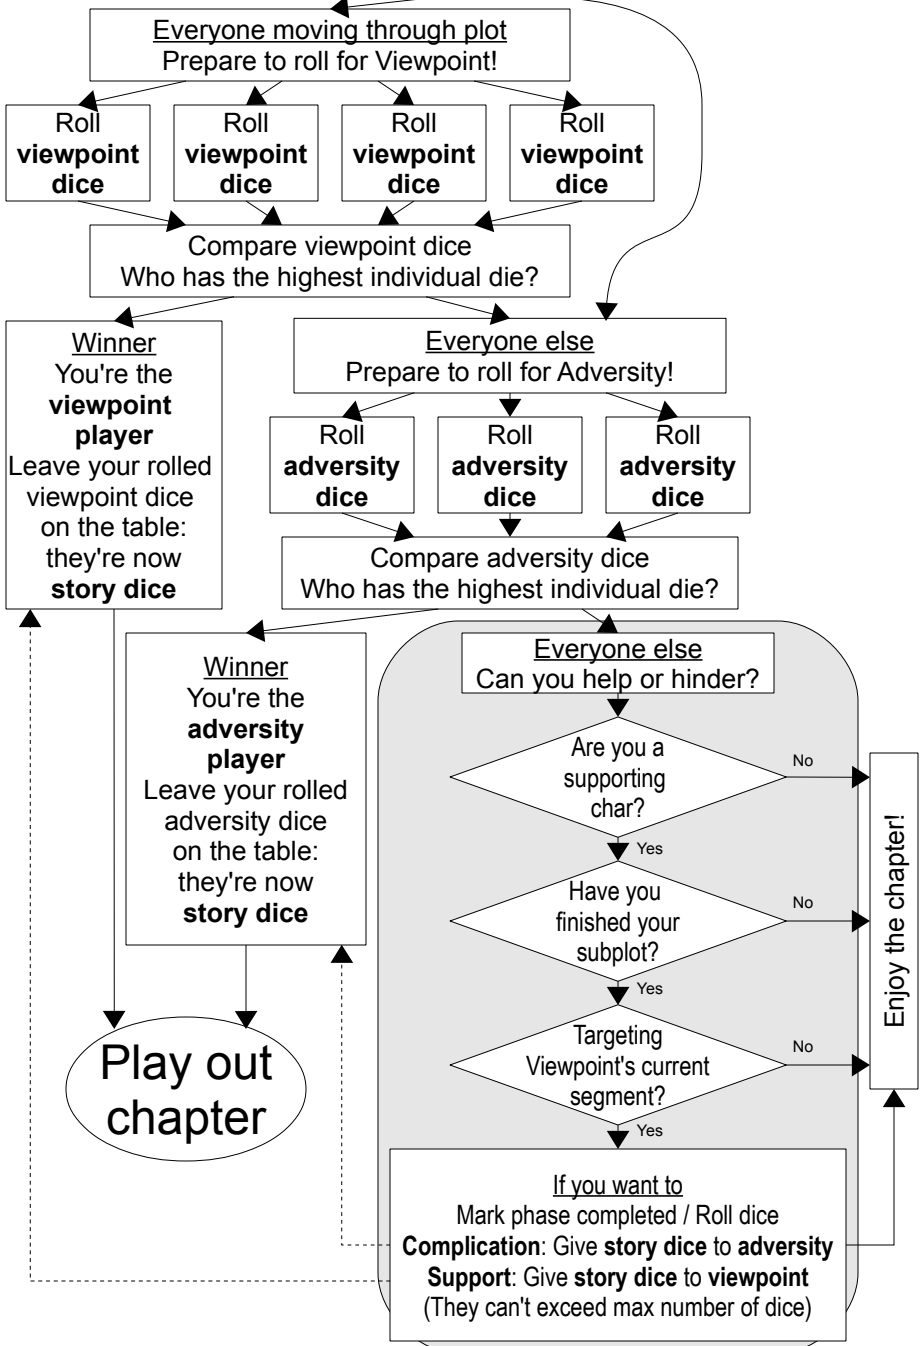 Everyone moving through plot
Prepare to roll for Viewpoint!
Roll
viewpoint
dice
Roll
viewpoint
dice
Roll
viewpoint
dice
Roll
viewpoint
dice
Compare viewpoint dice
Who has the highest individual die?
Winner
You're the
viewpoint
player
Leave your rolled
viewpoint dice
on the table:
they're now
story dice
Everyone else
Prepare to roll for Adversity!
Roll
adversity
dice
Roll
adversity
dice
Roll
adversity
dice
Compare adversity dice
Who has the highest individual die?
Winner
You're the
adversity
player
Leave your rolled
adversity dice
on the table:
they're now
story dice
Play out
chapter
Everyone else
Can you help or hinder?
Are you a
supporting
char?
No
Yes
Have you
finished your
subplot?
No
Yes
Targeting
Viewpoint's current
segment?
No
Yes
Enjoy the chapter!
If you want to
Mark phase completed / Roll dice
Complication: Give story dice to adversity
Support: Give story dice to viewpoint
(They can't exceed max number of dice)